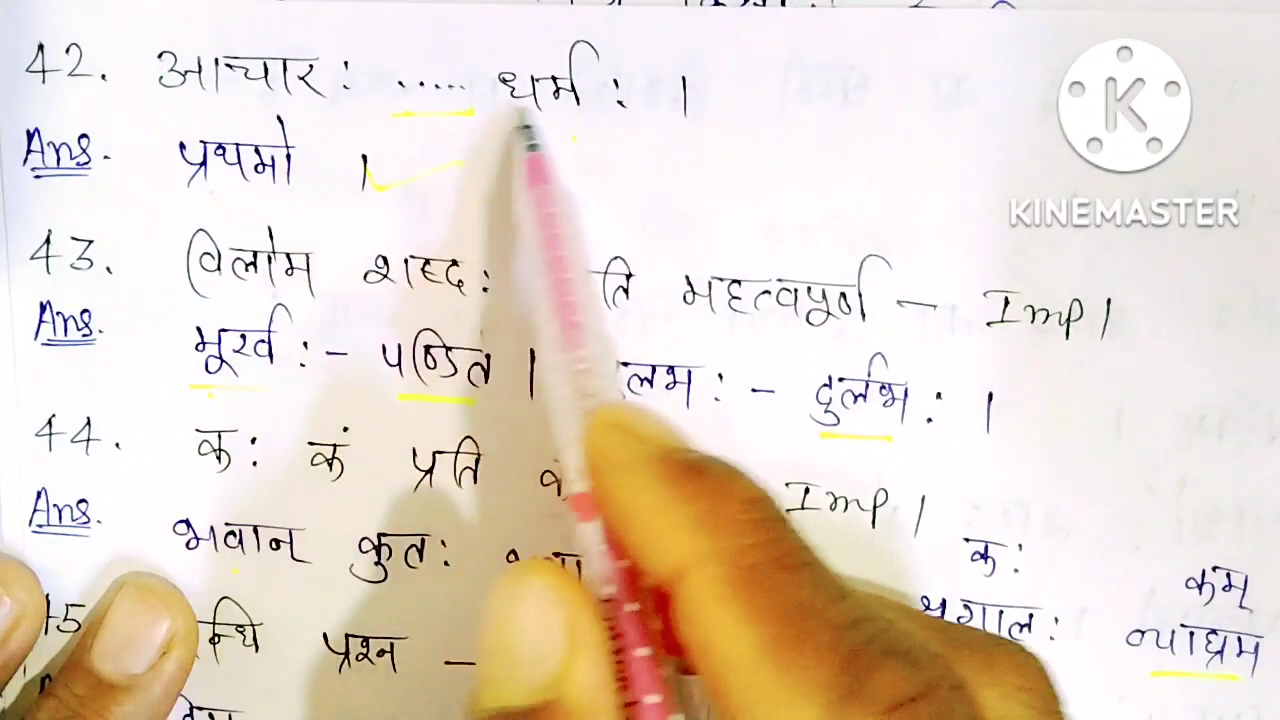 42. आचारः ..... धर्मः ।
Ans. प्रथमो ।
KINEMASTER
43. विलोम शब्दः ति महत्वपूर्ण - Imp।
Ans. मूर्खः - पण्डितं । लभः - दुर्लभः ।
44. कः कं प्रति Imp।
Ans. भवान् कुतः
कः कम्
श्रगालः व्याघ्रम
45 न्धि प्रश्न -